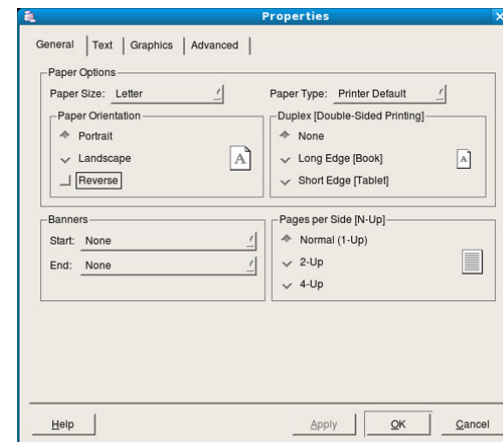 Properties
General Text Graphics Advanced
Paper Options
Paper Size: Letter Paper Type: Printer Default
Paper Orientation Duplex [Double-Sided Printing]
Portrait None
Landscape A Long Edge [Book] A
Reverse Short Edge [Tablet]
Banners Pages per Side [N-Up]
Start: None Normal (1-Up)
End: None 2-Up
4-Up
Help Apply OK Cancel